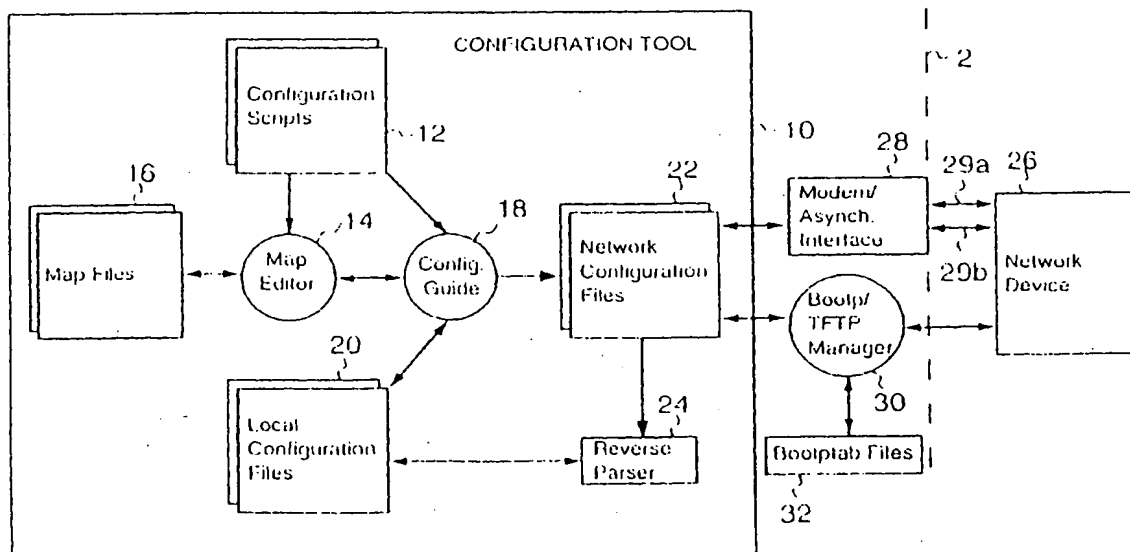 CONFIGURATION TOOL
2
Configuration
Scripts
12
10
16
28
29a
26
22
Map Files
14
Map
Editor
18
Config.
Guide
Network
Configuration
Files
Modem/
Asynch.
Interface
29b
Network
Device
Bootp/
TFTP
Manager
20
Local
Configuration
Files
24
Reverse
Parser
30
Bootptab Files
32